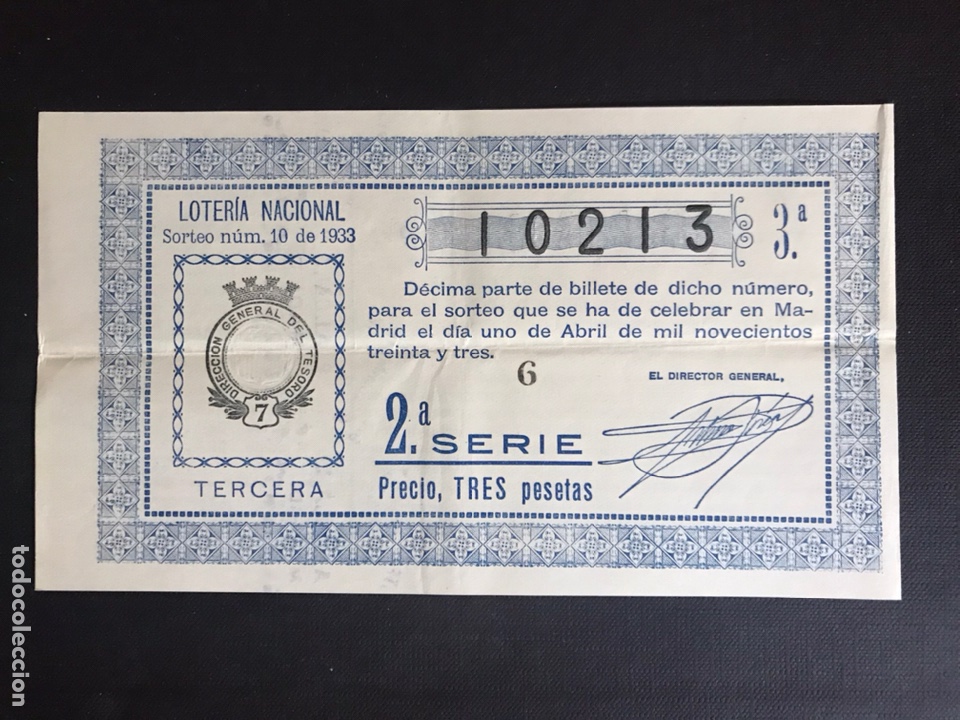 LOTERÍA NACIONAL
Sorteo núm. 10 de 1933
10213
3.ª
DIRECCION GENERAL DEL TESORO
7
TERCERA
Décima parte de billete de dicho número,
para el sorteo que se ha de celebrar en Ma-
drid el día uno de Abril de mil novecientos
treinta y tres.
6
EL DIRECTOR GENERAL,
2.ª SERIE
Precio, TRES pesetas
todocoleccion